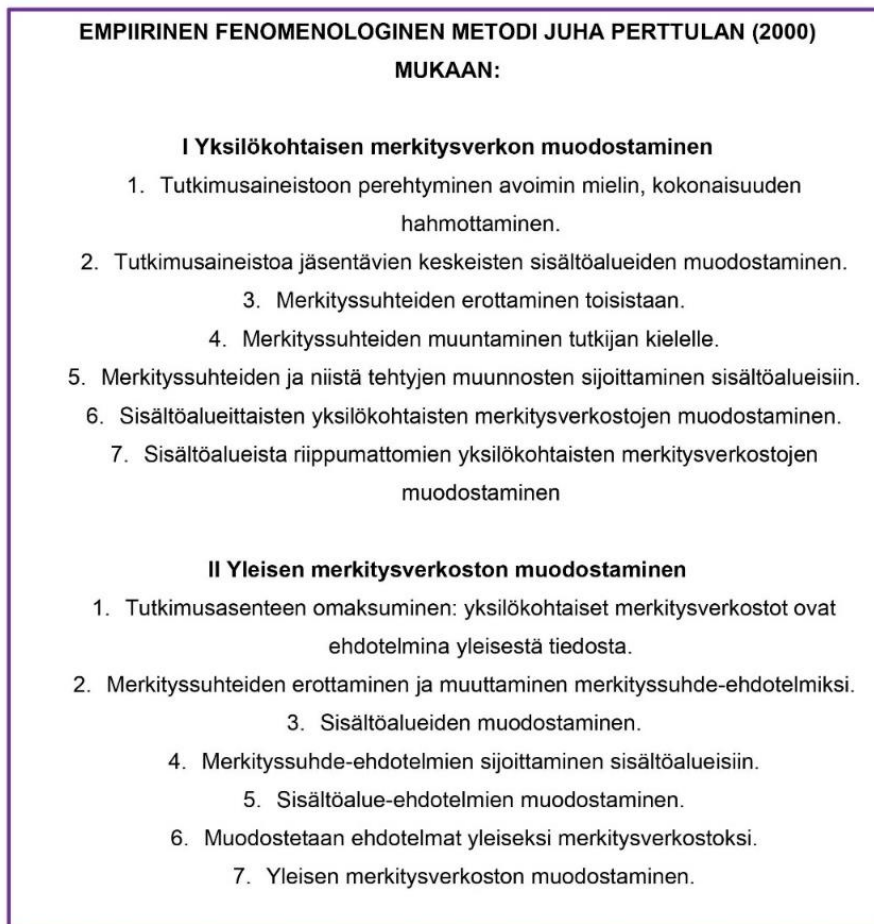 EMPIIRINEN FENOMENOLOGINEN METODI JUHA PERTTULAN (2000)
MUKAAN:
I Yksilökohtaisen merkitysverkon muodostaminen
1. Tutkimusaineistoon perehtyminen avoimin mielin, kokonaisuuden
hahmottaminen.
2. Tutkimusaineistoa jäsentävien keskeisten sisältöalueiden muodostaminen.
3. Merkityssuhteiden erottaminen toisistaan.
4. Merkityssuhteiden muuntaminen tutkijan kielelle.
5. Merkityssuhteiden ja niistä tehtyjen muunnosten sijoittaminen sisältöalueisiin.
6. Sisältöalueittaisten yksilökohtaisten merkitysverkostojen muodostaminen.
7. Sisältöalueista riippumattomien yksilökohtaisten merkitysverkostojen
muodostaminen
II Yleisen merkitysverkoston muodostaminen
1. Tutkimusasenteen omaksuminen: yksilökohtaiset merkitysverkostot ovat
ehdotelmina yleisestä tiedosta.
2. Merkityssuhteiden erottaminen ja muuttaminen merkityssuhde-ehdotelmiksi.
3. Sisältöalueiden muodostaminen.
4. Merkityssuhde-ehdotelmien sijoittaminen sisältöalueisiin.
5. Sisältöalue-ehdotelmien muodostaminen.
6. Muodostetaan ehdotelmat yleiseksi merkitysverkostoksi.
7. Yleisen merkitysverkoston muodostaminen.